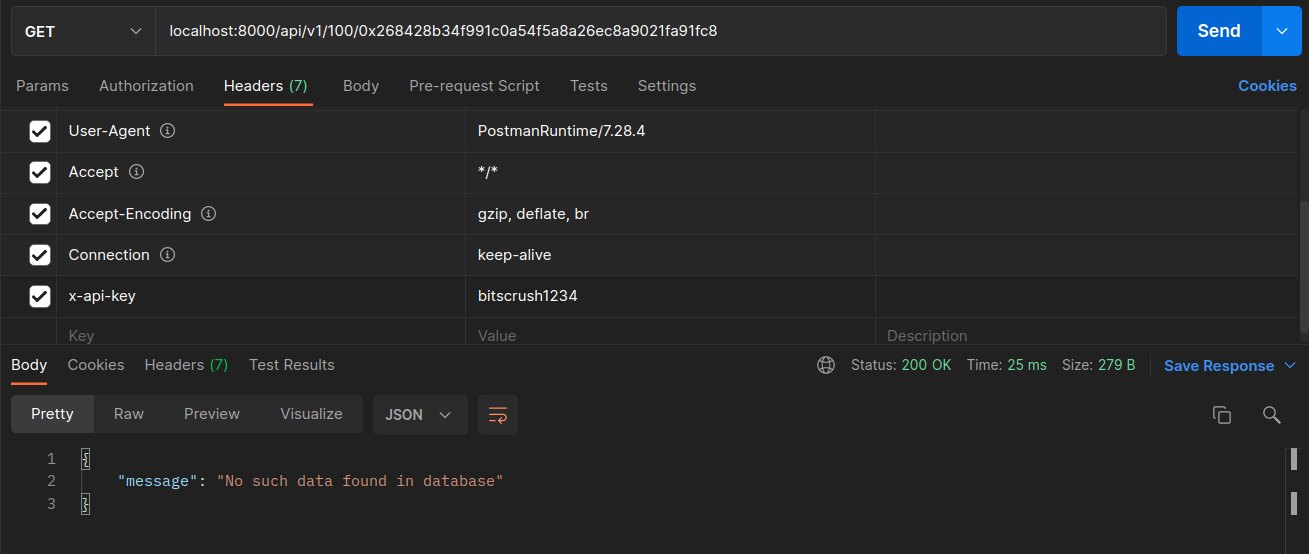 GET localhost:8000/api/v1/100/0x268428b34f991c0a54f5a8a26ec8a9021fa91fc8 Send
Params Authorization Headers (7) Body Pre-request Script Tests Settings Cookies
User-Agent PostmanRuntime/7.28.4
Accept */*
Accept-Encoding gzip, deflate, br
Connection keep-alive
x-api-key bitscrush1234
Key Value Description
Body Cookies Headers (7) Test Results Status: 200 OK Time: 25 ms Size: 279 B Save Response
Pretty Raw Preview Visualize JSON
1 {
2 "message": "No such data found in database"
3 }